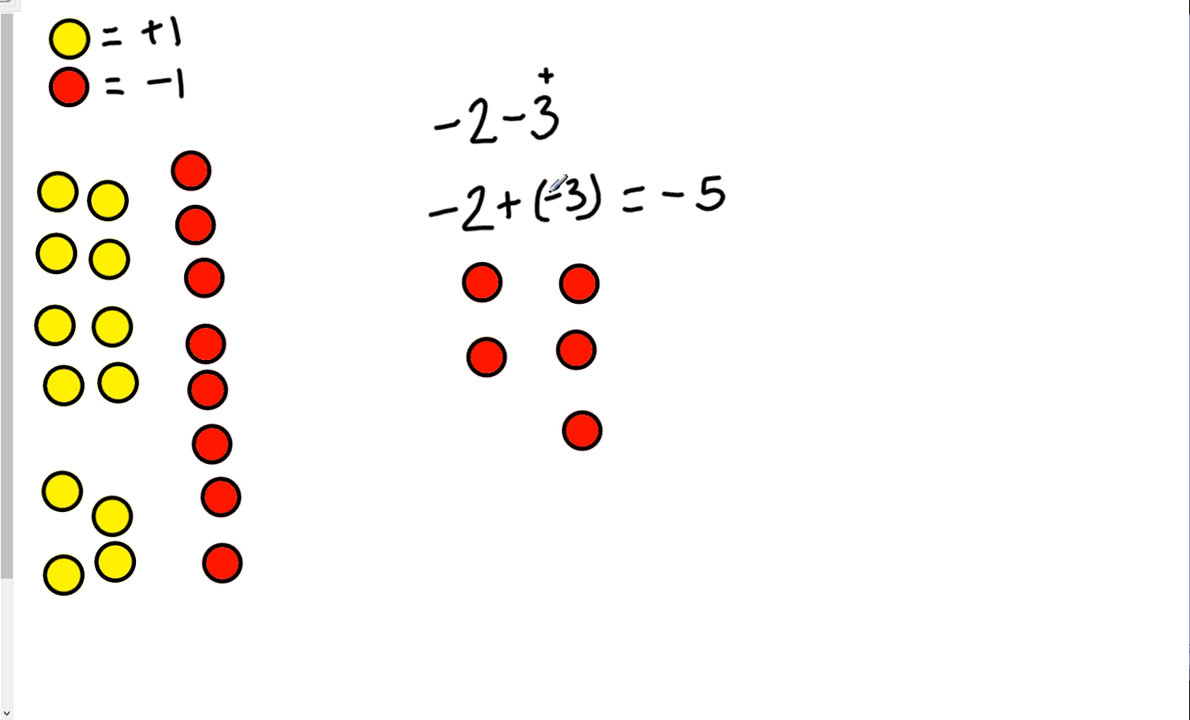 = +1
= -1
+
-2-3
-2+(-3) = -5